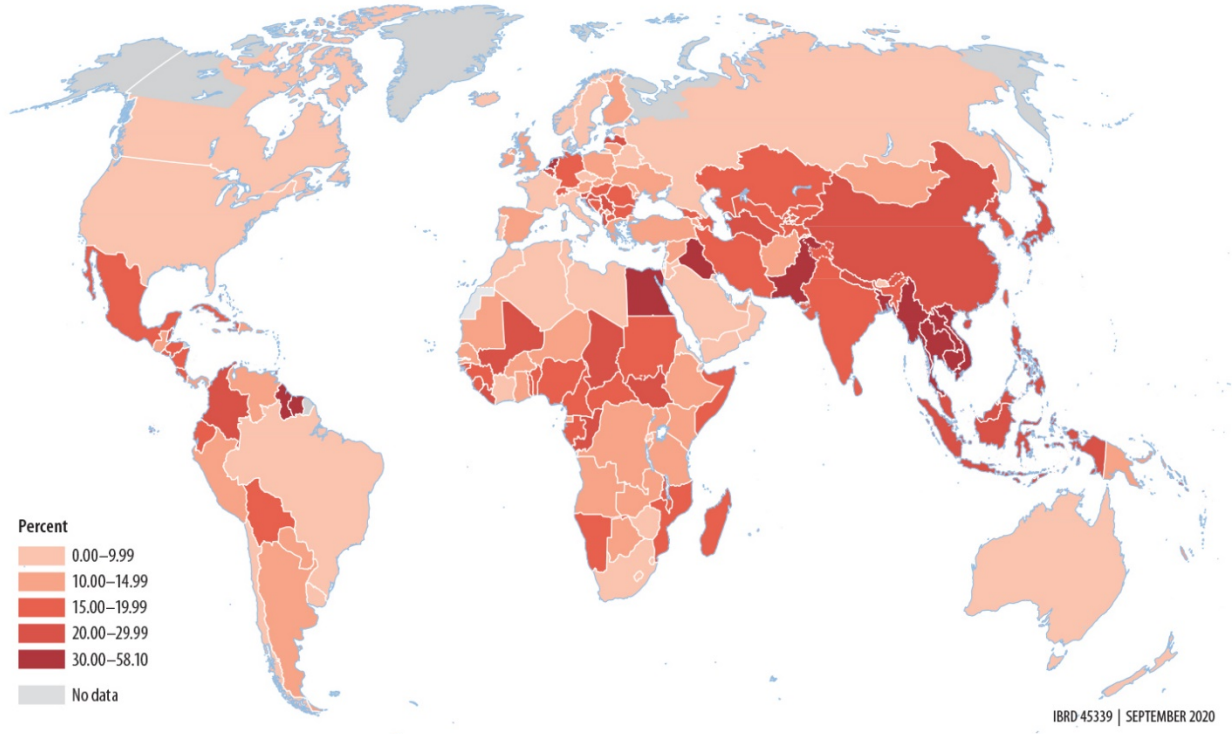 Percent
0.00–9.99
10.00–14.99
15.00–19.99
20.00–29.99
30.00–58.10
No data
IBRD 45339 | SEPTEMBER 2020